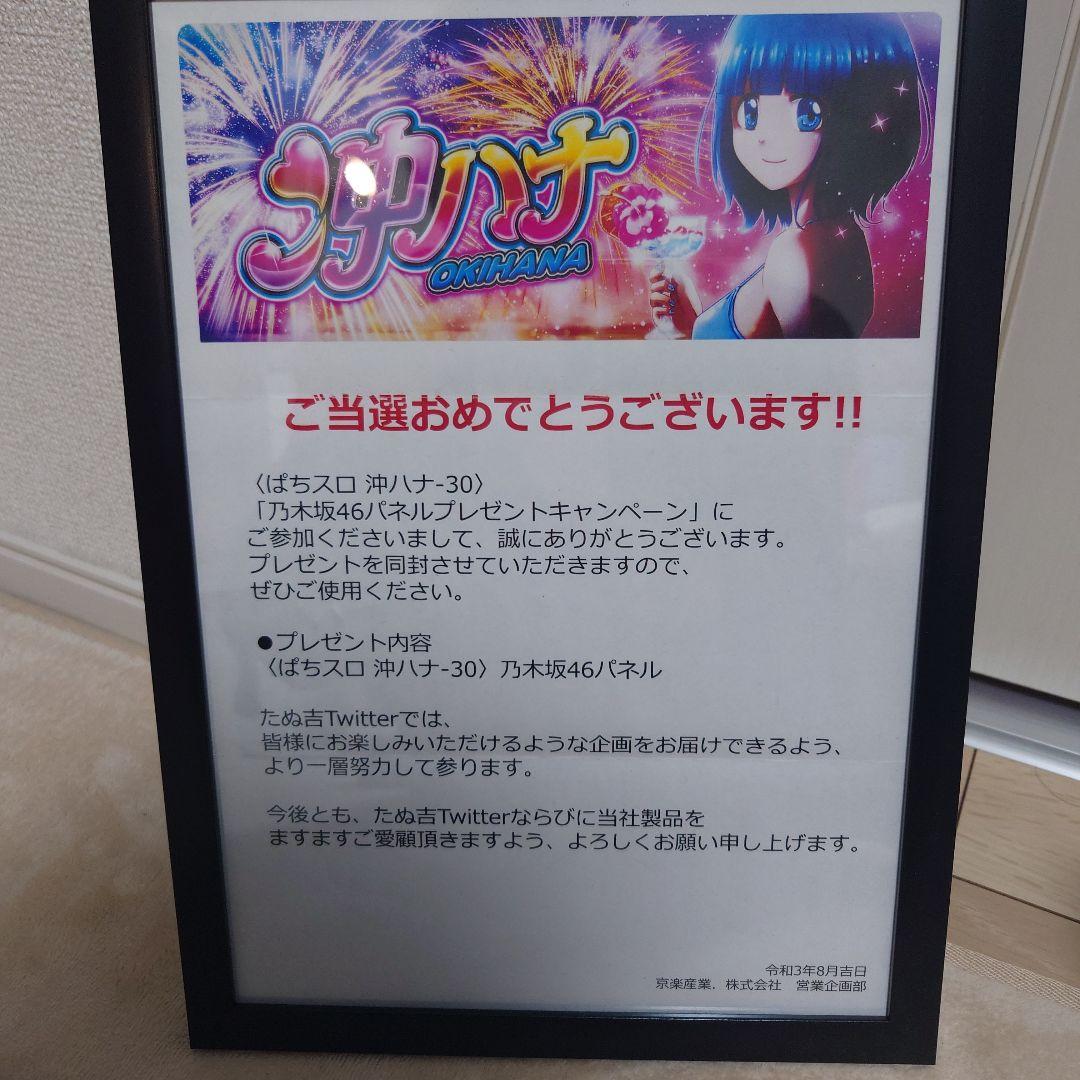 沖ハナ
OKIHANA
ご当選おめでとうございます!!
〈ぱちスロ 沖ハナ-30〉
「乃木坂46パネルプレゼントキャンペーン」に
ご参加くださいまして、誠にありがとうございます。
プレゼントを同封させていただきますので、
ぜひご使用ください。
●プレゼント内容
〈ぱちスロ 沖ハナ-30〉乃木坂46パネル
たぬ吉Twitterでは、
皆様にお楽しみいただけるような企画をお届けできるよう、
より一層努力して参ります。
今後とも、たぬ吉Twitterならびに当社製品を
ますますご愛顧頂きますよう、よろしくお願い申し上げます。
令和3年8月吉日
京楽産業．株式会社　営業企画部